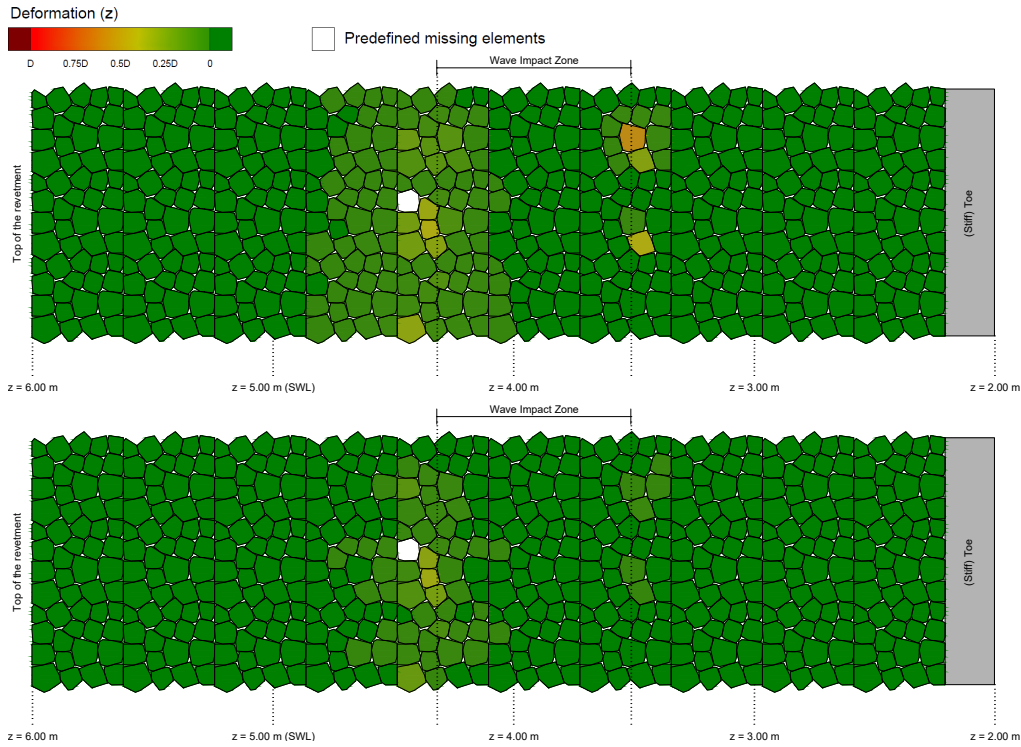 Deformation (z)
D 0.75D 0.5D 0.25D 0
Predefined missing elements
Wave Impact Zone
Top of the revetment
(Stiff) Toe
z = 6.00 m z = 5.00 m (SWL) z = 4.00 m z = 3.00 m z = 2.00 m
Wave Impact Zone
Top of the revetment
(Stiff) Toe
z = 6.00 m z = 5.00 m (SWL) z = 4.00 m z = 3.00 m z = 2.00 m